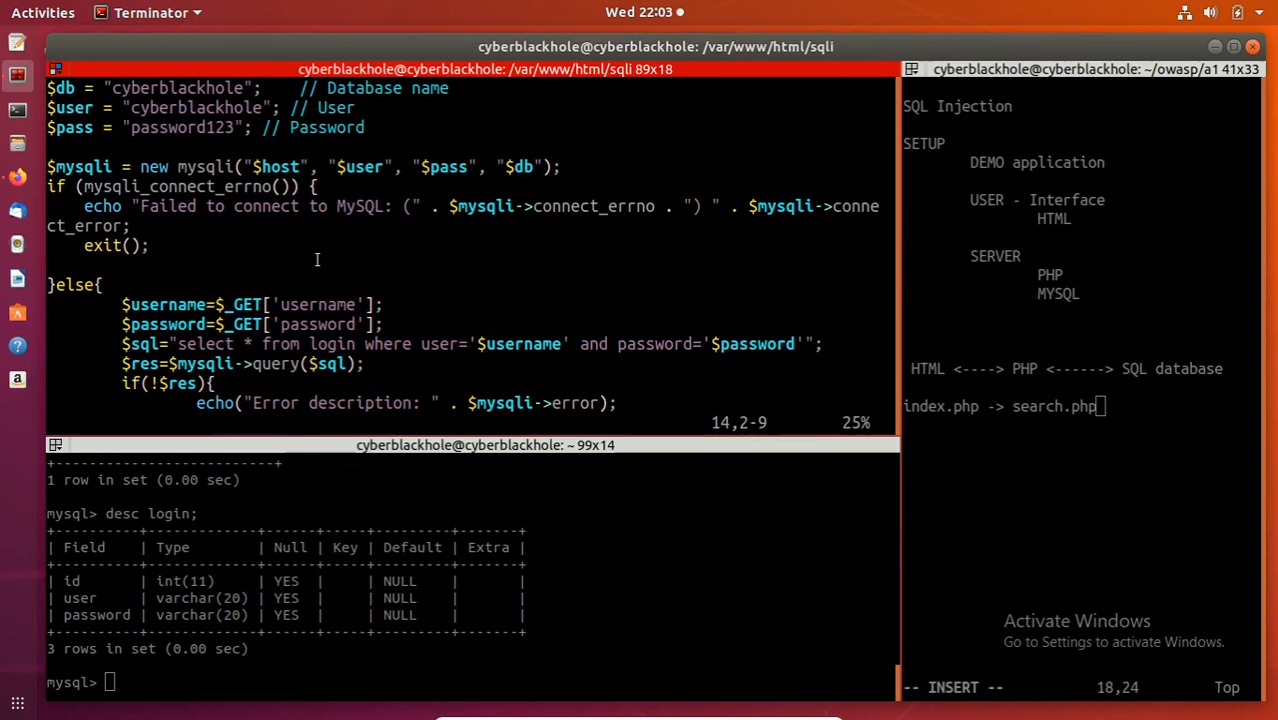 Activities
Terminator
Wed 22:03
cyberblackhole@cyberblackhole: /var/www/html/sqli
cyberblackhole@cyberblackhole: /var/www/html/sqli 89x18
$db = "cyberblackhole";    // Database name
$user = "cyberblackhole"; // User
$pass = "password123"; // Password
$mysqli = new mysqli("$host", "$user", "$pass", "$db");
if (mysqli_connect_errno()) {
    echo "Failed to connect to MySQL: (" . $mysqli->connect_errno . ") " . $mysqli->conne
ct_error;
    exit();
}else{
        $username=$_GET['username'];
        $password=$_GET['password'];
        $sql="select * from login where user='$username' and password='$password'";
        $res=$mysqli->query($sql);
        if(!$res){
                echo("Error description: " . $mysqli->error);
14,2-9    25%
cyberblackhole@cyberblackhole: ~ 99x14
+--------------------------+
1 row in set (0.00 sec)
mysql> desc login;
+----------+-------------+------+-----+---------+-------+
| Field    | Type        | Null | Key | Default | Extra |
+----------+-------------+------+-----+---------+-------+
| id       | int(11)     | YES  |     | NULL    |       |
| user     | varchar(20) | YES  |     | NULL    |       |
| password | varchar(20) | YES  |     | NULL    |       |
+----------+-------------+------+-----+---------+-------+
3 rows in set (0.00 sec)
mysql>
cyberblackhole@cyberblackhole: ~/owasp/a1 41x33
SQL Injection
SETUP
DEMO application
USER - Interface
HTML
SERVER
PHP
MYSQL
HTML <----> PHP <------> SQL database
index.php -> search.php
Activate Windows
Go to Settings to activate Windows.
-- INSERT --    18,24    Top